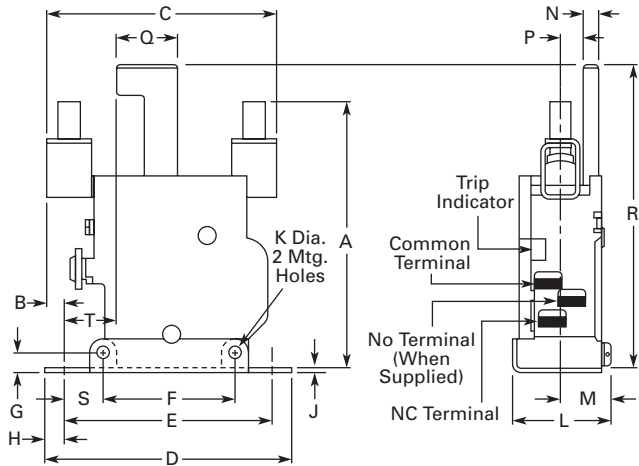 C
N
Q
P
Trip
Indicator
R
A
K Dia.
2 Mtg.
Holes
Common
Terminal
B
T
No Terminal
(When
Supplied)
G
S
F
J
NC Terminal
M
E
L
H
D